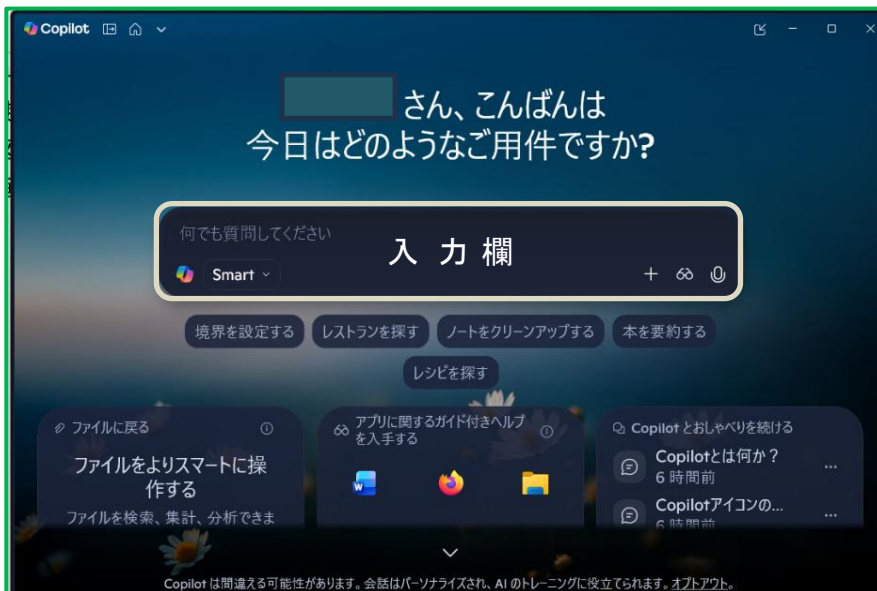 Copilot
さん、こんばんは
今日はどのようなご用件ですか?
何でも質問してください
入力欄
Smart
境界を設定する
レストランを探す
ノートをクリーンアップする
本を要約する
レシピを探す
ファイルに戻る
ファイルをよりスマートに操
作する
ファイルを検索、集計、分析できま
アプリに関するガイド付きヘルプ
を入手する
Copilot とおしゃべりを続ける
Copilotとは何か？
6 時間前
Copilotアイコンの...
6 時間前
Copilot は間違える可能性があります。会話はパーソナライズされ、AI のトレーニングに役立てられます。オプトアウト。